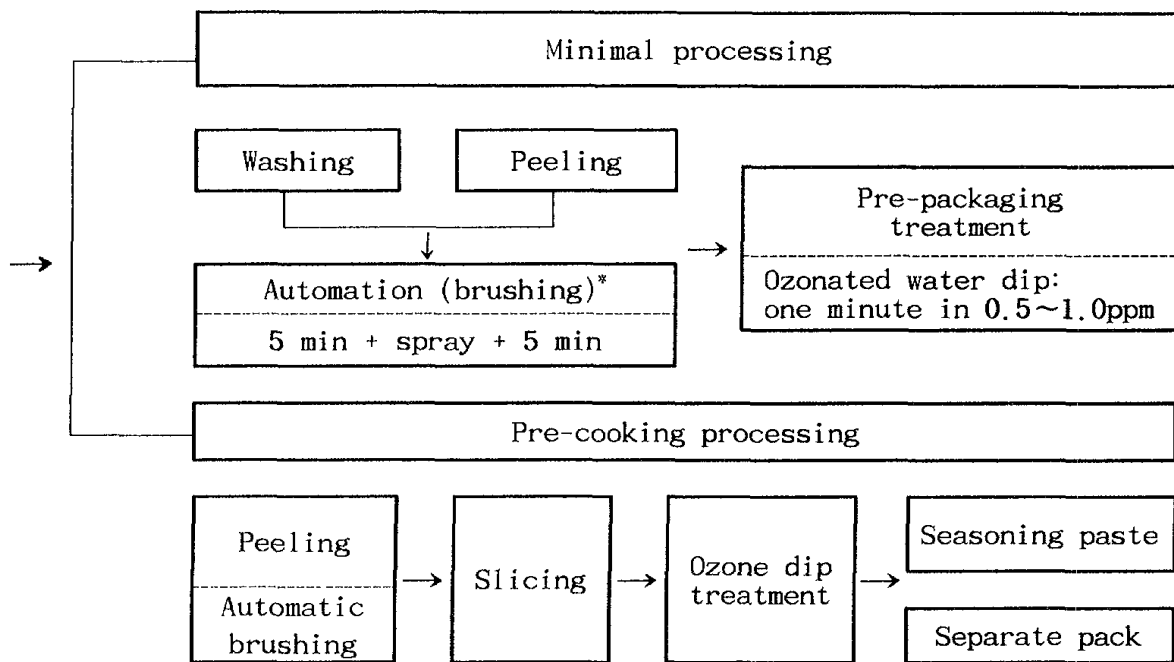 Minimal processing
Washing
Peeling
Automation (brushing)*
5 min + spray + 5 min
Pre-packaging
treatment
Ozonated water dip:
one minute in 0.5~1.0ppm
Pre-cooking processing
Peeling
Automatic
brushing
Slicing
Ozone dip
treatment
Seasoning paste
Separate pack